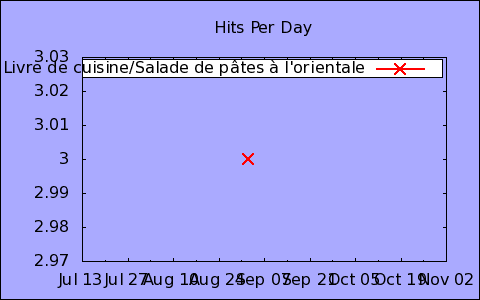 Hits Per Day
3.03
Livre de cuisine/Salade de pâtes à l'orientale
3.02
3.01
3
2.99
2.98
2.97
Jul 13 Jul 27 Aug 10 Aug 24 Sep 07 Sep 21 Oct 05 Oct 19 Nov 02